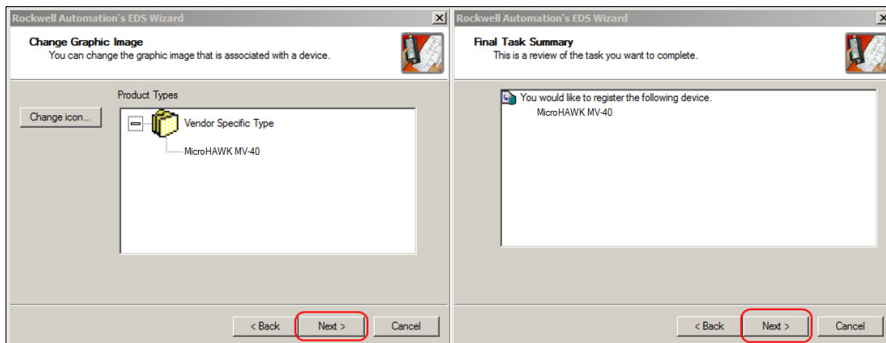 Rockwell Automation's EDS Wizard
Change Graphic Image
You can change the graphic image that is associated with a device.
Product Types
Change icon...
Vendor Specific Type
MicroHAWK MV-40
< Back
Next >
Cancel
Rockwell Automation's EDS Wizard
Final Task Summary
This is a review of the task you want to complete.
You would like to register the following device.
MicroHAWK MV-40
< Back
Next >
Cancel